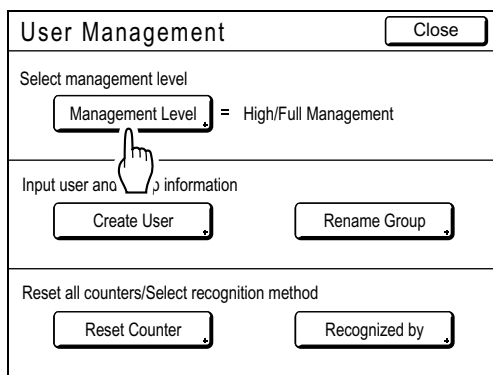 User Management Close
Select management level
Management Level = High/Full Management
Input user and information
Create User Rename Group
Reset all counters/Select recognition method
Reset Counter Recognized by